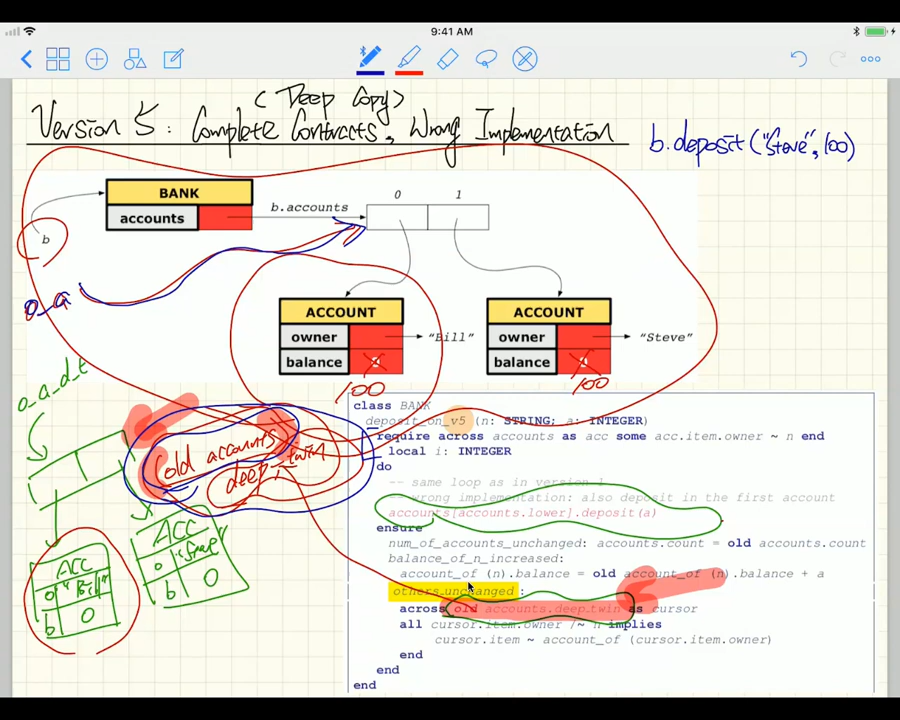 9:41 AM
(Deep Copy)
Version 5: Complete Contracts, Wrong Implementation
b.deposit("Steve", 100)
BANK
accounts
b.accounts
0 1
b
o_a
ACCOUNT
owner
balance
"Bill"
100
ACCOUNT
owner
balance
"Steve"
100
o_a_d_t
(old accounts)
deep_twin
ACC
o "Bill"
b 0
ACC
o
b 0
class BANK
deposit_on_v5 (n: STRING; a: INTEGER)
require across accounts as acc some acc.item.owner ~ n end
local i: INTEGER
do
-- same loop as in version 1
-- wrong implementation: also deposit in the first account
accounts[accounts.lower].deposit(a)
ensure
num_of_accounts_unchanged: accounts.count = old accounts.count
balance_of_n_increased:
account_of (n).balance = old account_of (n).balance + a
others_unchanged :
across old accounts.deep_twin as cursor
all cursor.item.owner /~ n implies
cursor.item ~ account_of (cursor.item.owner)
end
end
end